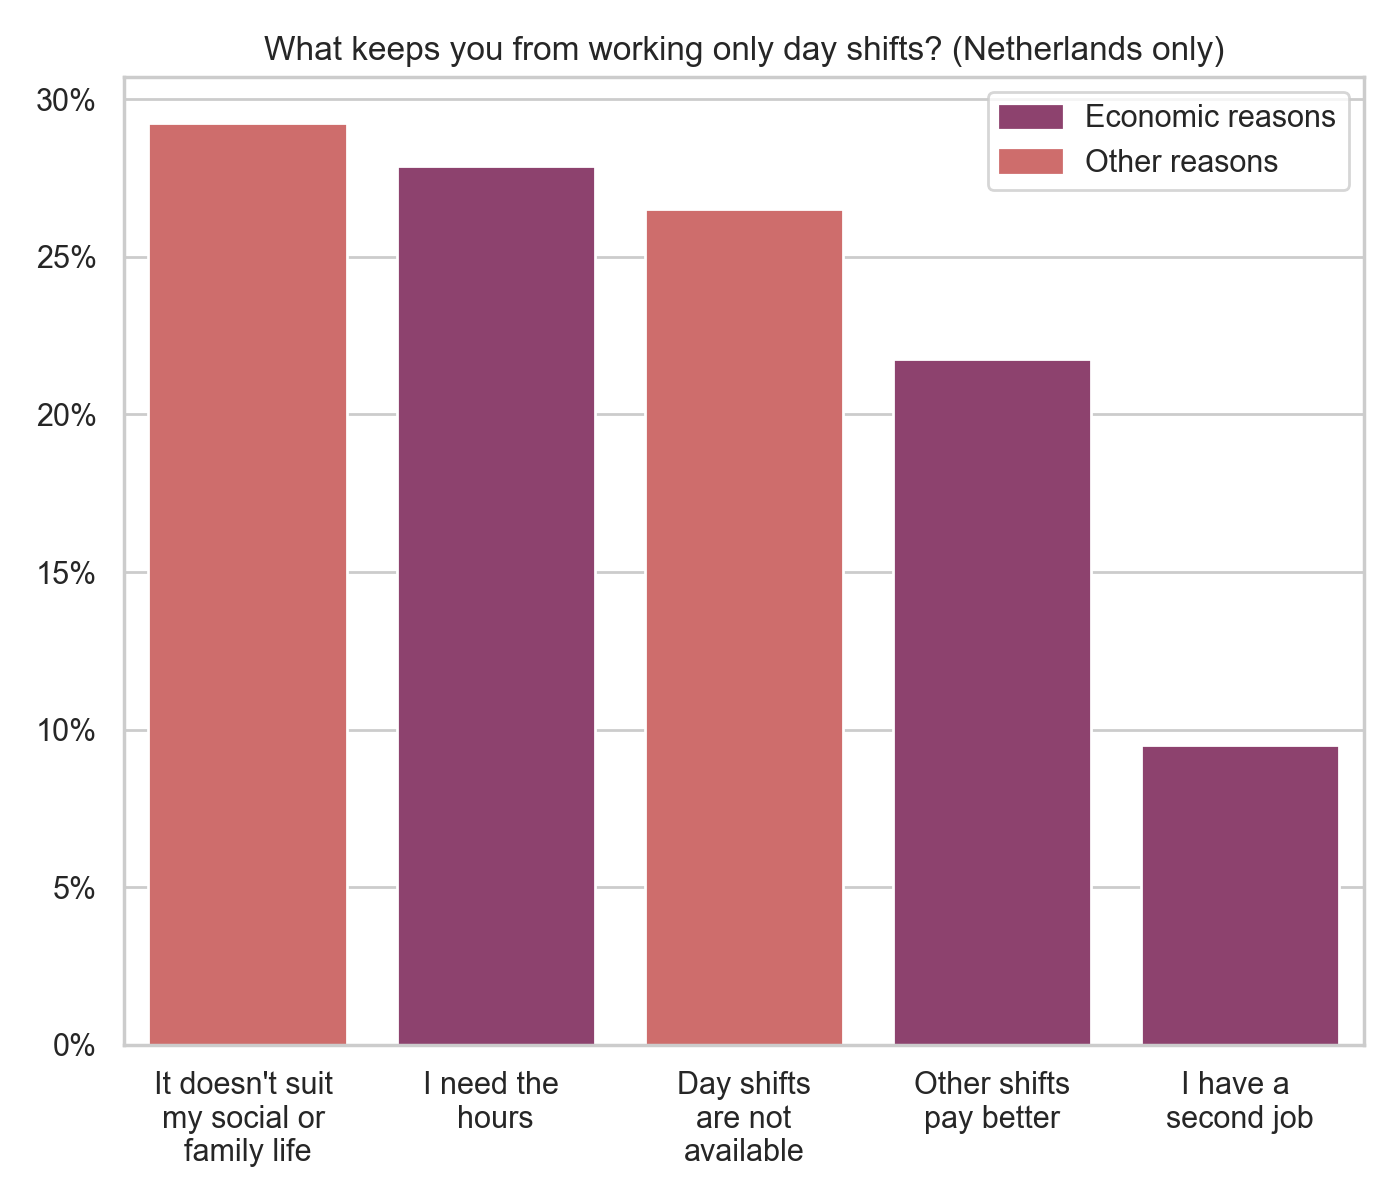 What keeps you from working only day shifts? (Netherlands only)
30%
25%
20%
15%
10%
5%
0%
Economic reasons
Other reasons
It doesn't suit
my social or
family life
I need the
hours
Day shifts
are not
available
Other shifts
pay better
I have a
second job